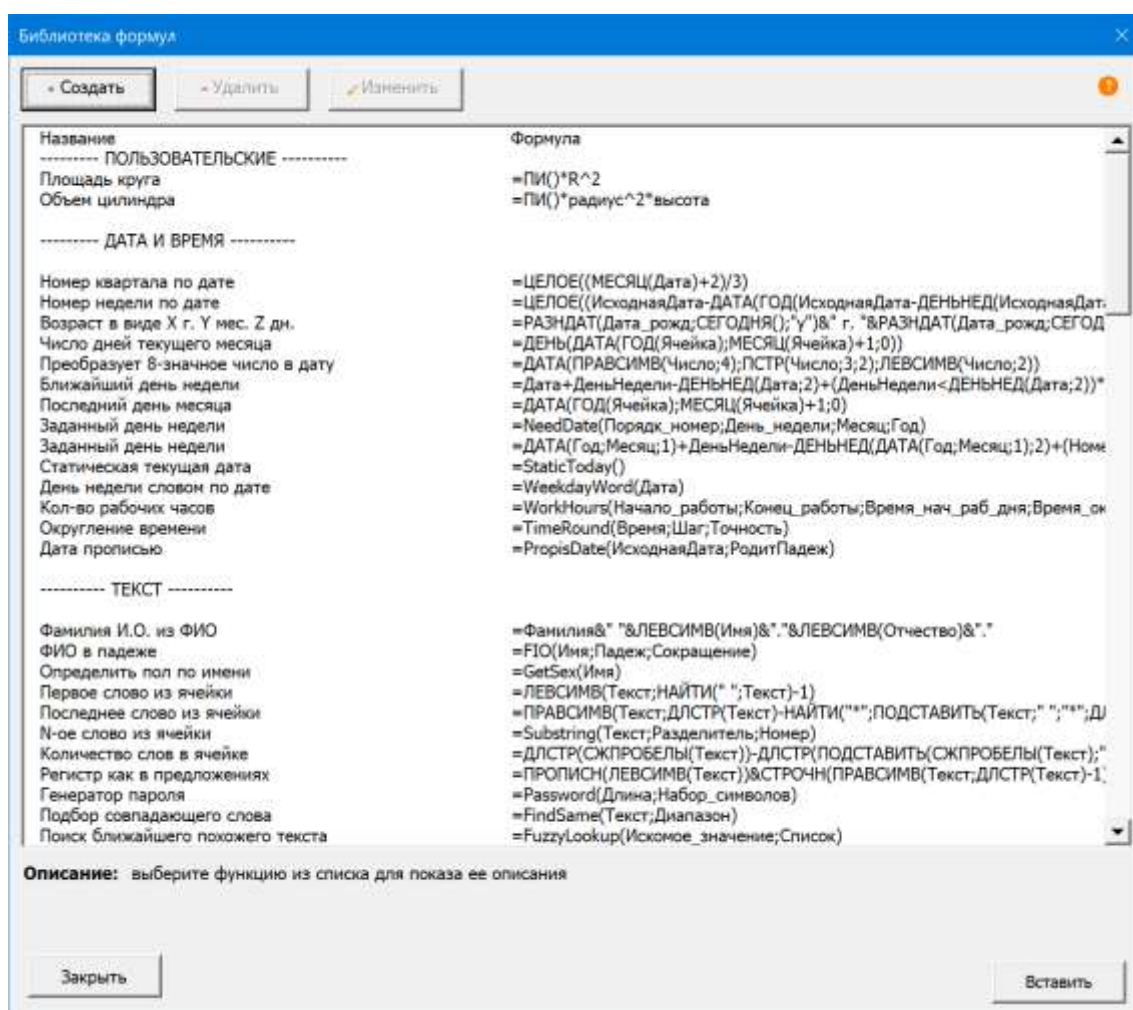 Библиотека формул
Создать Удалить Изменить
Название Формула
--------- ПОЛЬЗОВАТЕЛЬСКИЕ ----------
Площадь круга =ПИ()*R^2
Объем цилиндра =ПИ()*радиус^2*высота
--------- ДАТА И ВРЕМЯ ----------
Номер квартала по дате =ЦЕЛОЕ((МЕСЯЦ(Дата)+2)/3)
Номер недели по дате =ЦЕЛОЕ((ИсходнаяДата-ДАТА(ГОД(ИсходнаяДата-ДЕНЬНЕД(ИсходнаяДат
Возраст в виде X г. Y мес. Z дн. =РАЗНДАТ(Дата_рожд;СЕГОДНЯ();"y")&" г. "&РАЗНДАТ(Дата_рожд;СЕГОД
Число дней текущего месяца =ДЕНЬ(ДАТА(ГОД(Ячейка);МЕСЯЦ(Ячейка)+1;0))
Преобразует 8-значное число в дату =ДАТА(ПРАВСИМВ(Число;4);ПСТР(Число;3;2);ЛЕВСИМВ(Число;2))
Ближайший день недели =Дата+ДеньНедели-ДЕНЬНЕД(Дата;2)+(ДеньНедели<ДЕНЬНЕД(Дата;2))*
Последний день месяца =ДАТА(ГОД(Ячейка);МЕСЯЦ(Ячейка)+1;0)
Заданный день недели =NeedDate(Порядк_номер;День_недели;Месяц;Год)
Заданный день недели =ДАТА(Год;Месяц;1)+ДеньНедели-ДЕНЬНЕД(ДАТА(Год;Месяц;1);2)+(Номе
Статическая текущая дата =StaticToday()
День недели словом по дате =WeekdayWord(Дата)
Кол-во рабочих часов =WorkHours(Начало_работы;Конец_работы;Время_нач_раб_дня;Время_ок
Округление времени =TimeRound(Время;Шаг;Точность)
Дата прописью =PropisDate(ИсходнаяДата;РодитПадеж)
---------- ТЕКСТ ----------
Фамилия И.О. из ФИО =Фамилия&" "&ЛЕВСИМВ(Имя)&"."&ЛЕВСИМВ(Отчество)&"."
ФИО в падеже =FIO(Имя;Падеж;Сокращение)
Определить пол по имени =GetSex(Имя)
Первое слово из ячейки =ЛЕВСИМВ(Текст;НАЙТИ(" ";Текст)-1)
Последнее слово из ячейки =ПРАВСИМВ(Текст;ДЛСТР(Текст)-НАЙТИ("*";ПОДСТАВИТЬ(Текст;" ";"*";ДЛ
N-ое слово из ячейки =Substring(Текст;Разделитель;Номер)
Количество слов в ячейке =ДЛСТР(СЖПРОБЕЛЫ(Текст))-ДЛСТР(ПОДСТАВИТЬ(СЖПРОБЕЛЫ(Текст);"
Регистр как в предложениях =ПРОПИСН(ЛЕВСИМВ(Текст))&СТРОЧН(ПРАВСИМВ(Текст;ДЛСТР(Текст)-1)
Генератор пароля =Password(Длина;Набор_символов)
Подбор совпадающего слова =FindSame(Текст;Диапазон)
Поиск ближайшего похожего текста =FuzzyLookup(Искомое_значение;Список)
Описание: выберите функцию из списка для показа ее описания
Закрыть Вставить